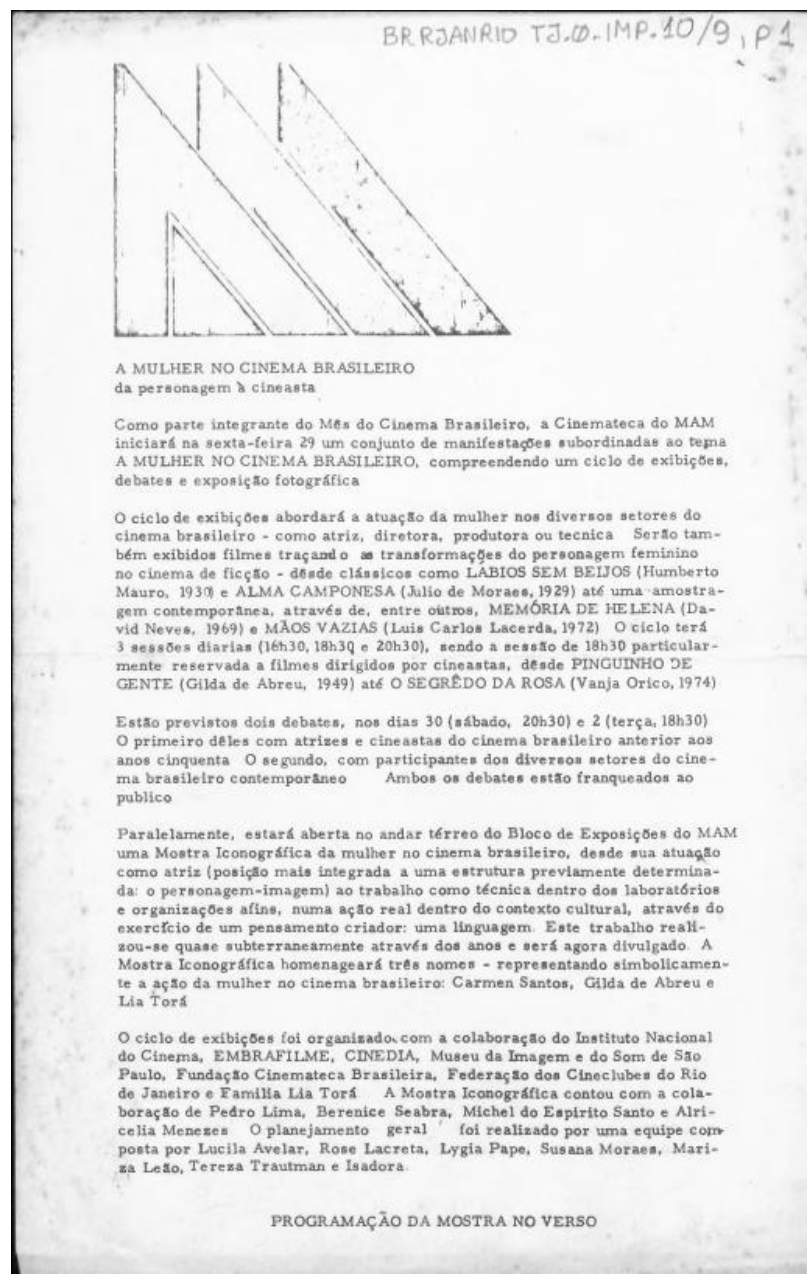 BR RJANRIO TJ.Ø.IMP.10/9, P1
A MULHER NO CINEMA BRASILEIRO
da personagem à cineasta
Como parte integrante do Mês do Cinema Brasileiro, a Cinemateca do MAM
iniciará na sexta-feira 29 um conjunto de manifestações subordinadas ao tema
A MULHER NO CINEMA BRASILEIRO, compreendendo um ciclo de exibições,
debates e exposição fotográfica
O ciclo de exibições abordará a atuação da mulher nos diversos setores do
cinema brasileiro - como atriz, diretora, produtora ou tecnica Serão tam-
bém exibidos filmes traçando as transformações do personagem feminino
no cinema de ficção - dêsde clássicos como LABIOS SEM BEIJOS (Humberto
Mauro, 1930) e ALMA CAMPONESA (Julio de Moraes, 1929) até uma amostra-
gem contemporânea, através de, entre outros, MEMÓRIA DE HELENA (Da-
vid Neves, 1969) e MÃOS VAZIAS (Luis Carlos Lacerda, 1972) O ciclo terá
3 sessões diarias (16h30, 18h30 e 20h30), sendo a sessão de 18h30 particular-
mente reservada a filmes dirigidos por cineastas, dêsde PINGUINHO DE
GENTE (Gilda de Abreu, 1949) até O SEGRÊDO DA ROSA (Vanja Orico, 1974)
Estão previstos dois debates, nos dias 30 (sábado, 20h30) e 2 (terça, 18h30)
O primeiro dêles com atrizes e cineastas do cinema brasileiro anterior aos
anos cinquenta O segundo, com participantes dos diversos setores do cine-
ma brasileiro contemporâneo Ambos os debates estão franqueados ao
publico
Paralelamente, estará aberta no andar térreo do Bloco de Exposições do MAM
uma Mostra Iconográfica da mulher no cinema brasileiro, desde sua atuação
como atriz (posição mais integrada a uma estrutura previamente determina-
da: o personagem-imagem) ao trabalho como técnica dentro dos laboratórios
e organizações afins, numa ação real dentro do contexto cultural, através do
exercício de um pensamento criador: uma linguagem. Este trabalho reali-
zou-se quase subterraneamente através dos anos e será agora divulgado. A
Mostra Iconográfica homenageará três nomes - representando simbolicamen-
te a ação da mulher no cinema brasileiro: Carmen Santos, Gilda de Abreu e
Lia Torá
O ciclo de exibições foi organizado com a colaboração do Instituto Nacional
do Cinema, EMBRAFILME, CINEDIA, Museu da Imagem e do Som de São
Paulo, Fundação Cinemateca Brasileira, Federação dos Cineclubes do Rio
de Janeiro e Familia Lia Torá A Mostra Iconográfica contou com a cola-
boração de Pedro Lima, Berenice Seabra, Michel do Espirito Santo e Alri-
celia Menezes O planejamento geral foi realizado por uma equipe com-
posta por Lucila Avelar, Rose Lacreta, Lygia Pape, Susana Moraes, Mari-
za Leão, Tereza Trautman e Isadora.
PROGRAMAÇÃO DA MOSTRA NO VERSO